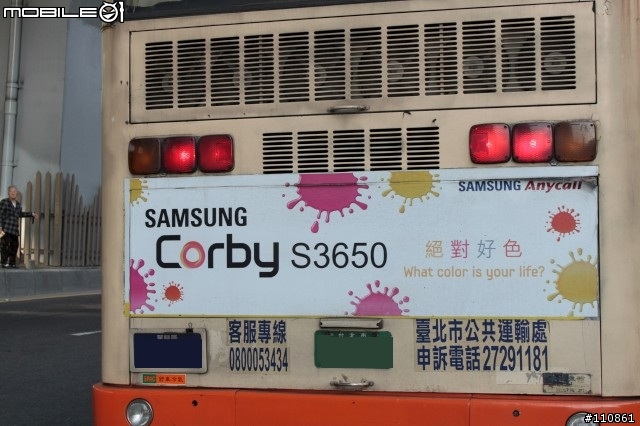 MOBILE01
SAMSUNG Anycall
SAMSUNG
Corby S3650
絕對好色
What color is your life?
客服專線
0800053434
臺北市公共運輸處
申訴電話27291181
#110861